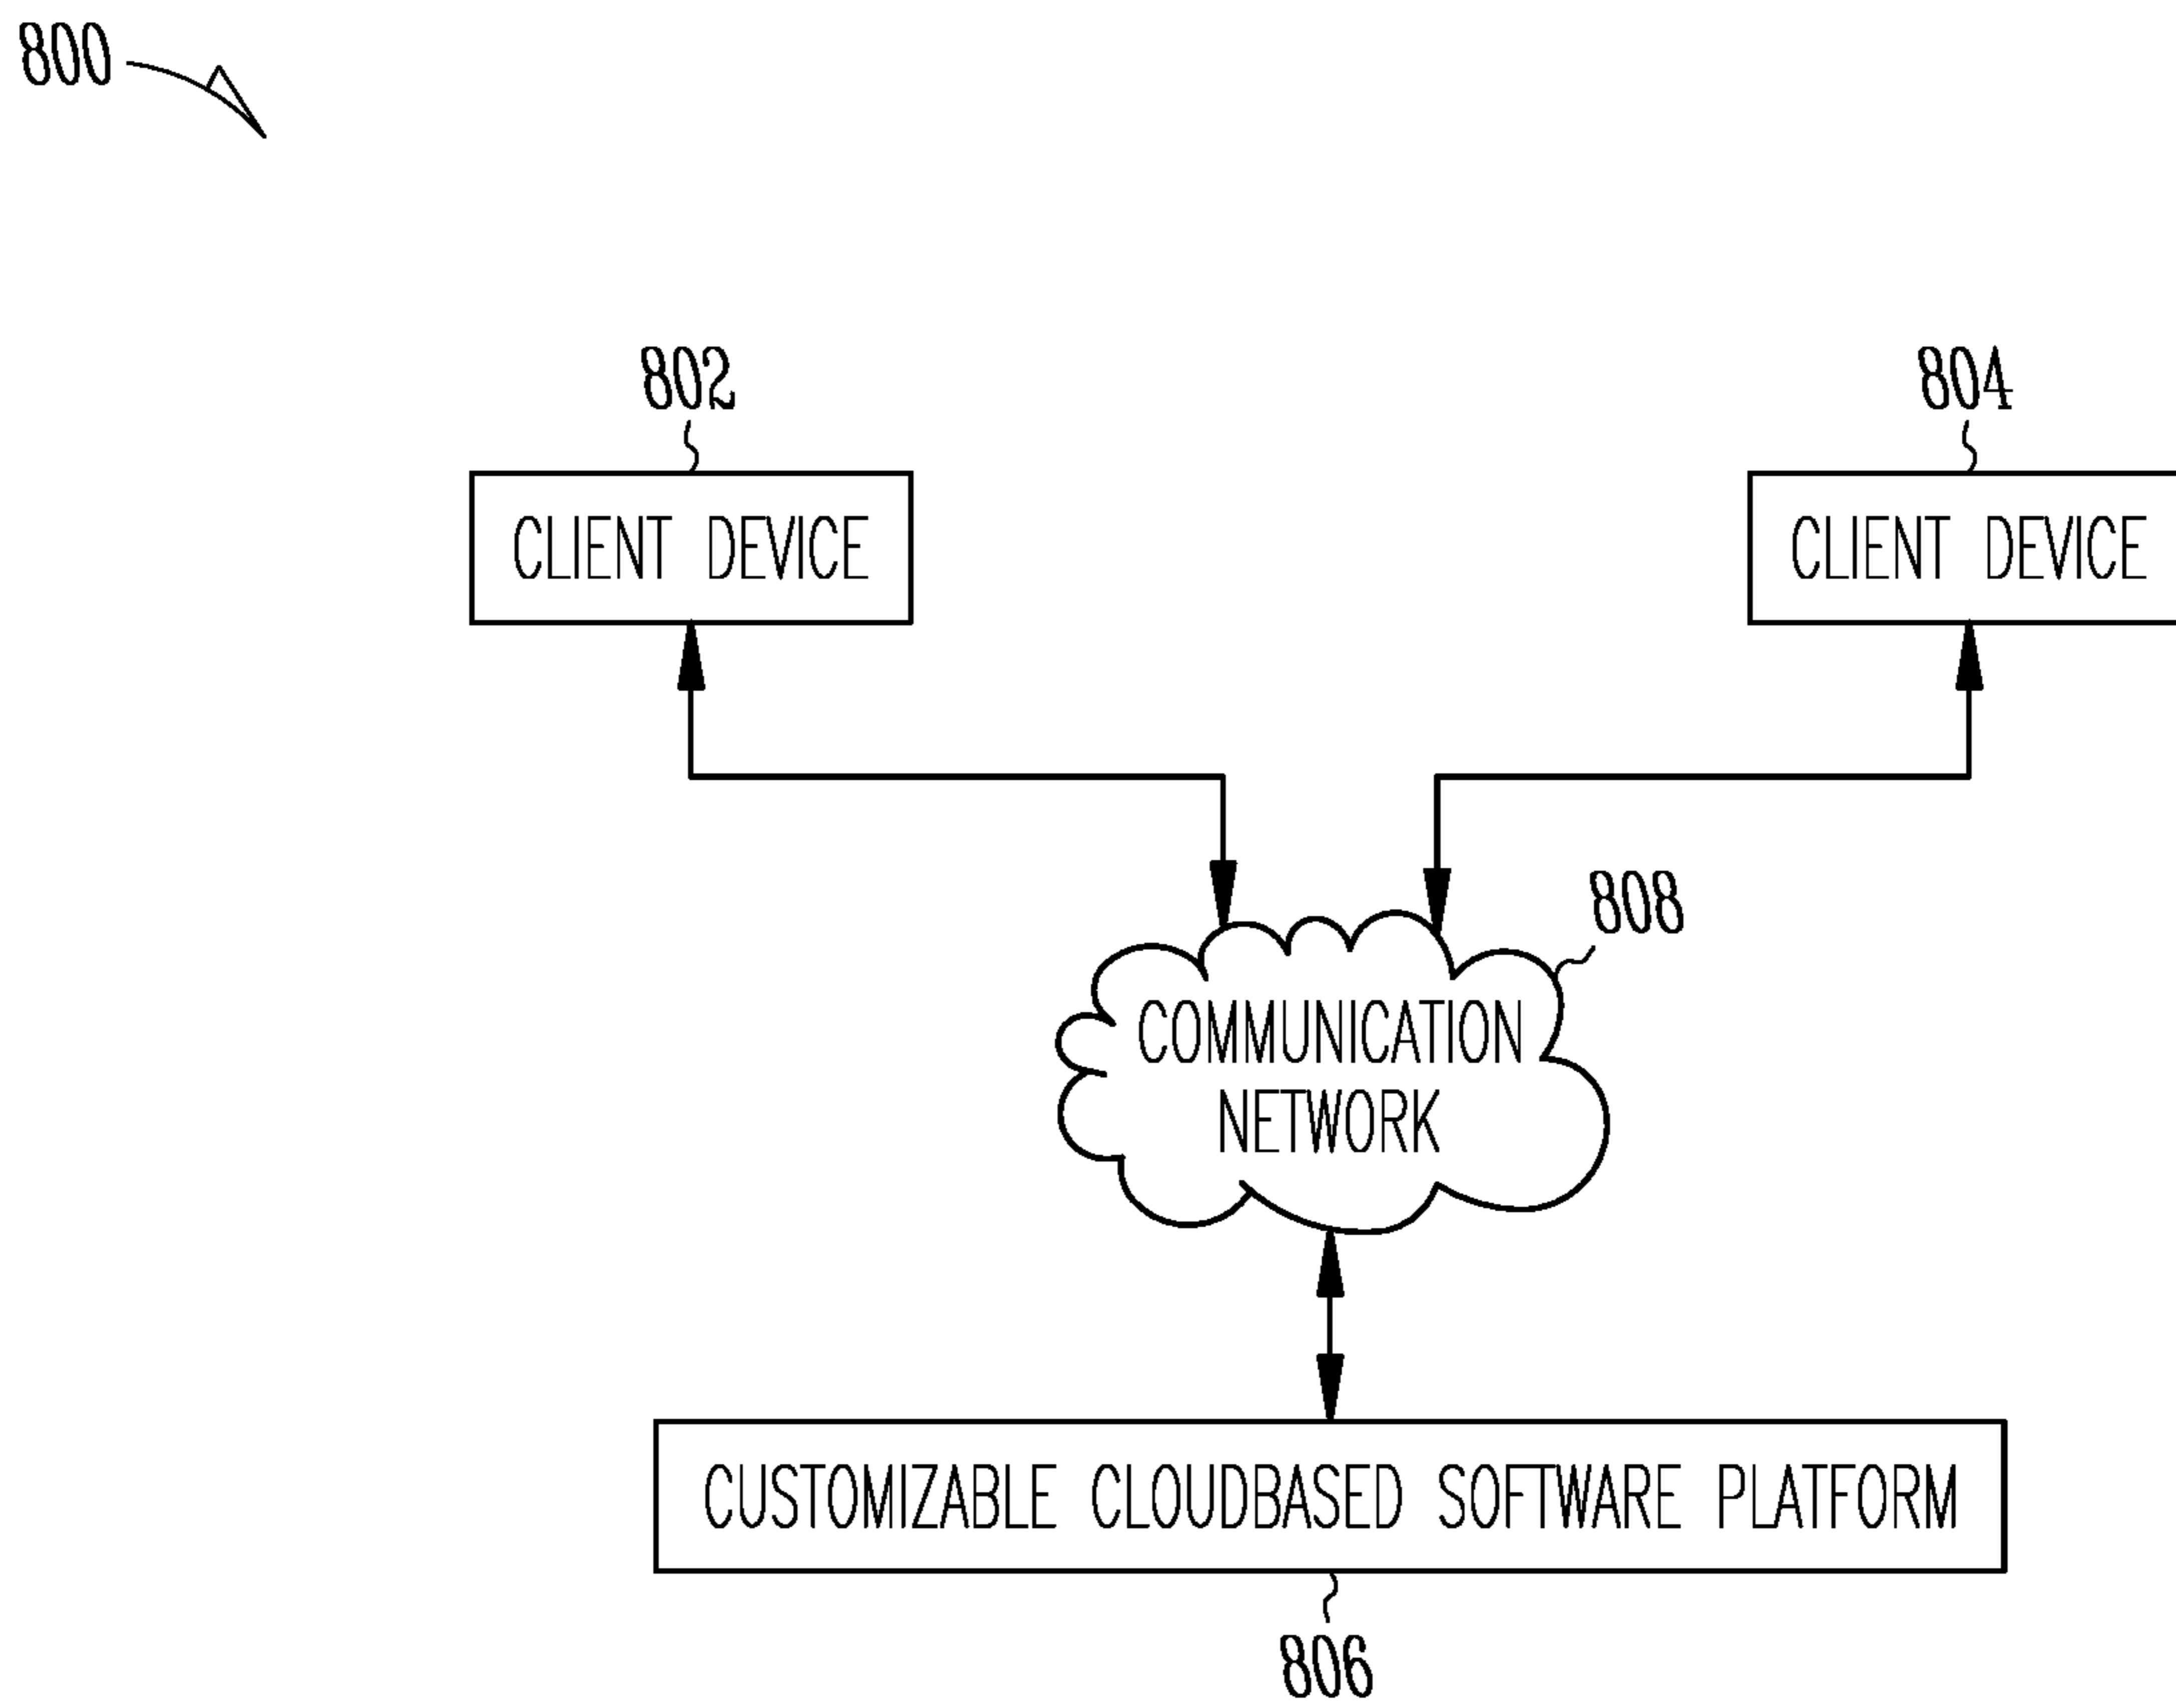 800
802
804
CLIENT DEVICE
CLIENT DEVICE
808
COMMUNICATION
NETWORK
CUSTOMIZABLE CLOUDBASED SOFTWARE PLATFORM
806